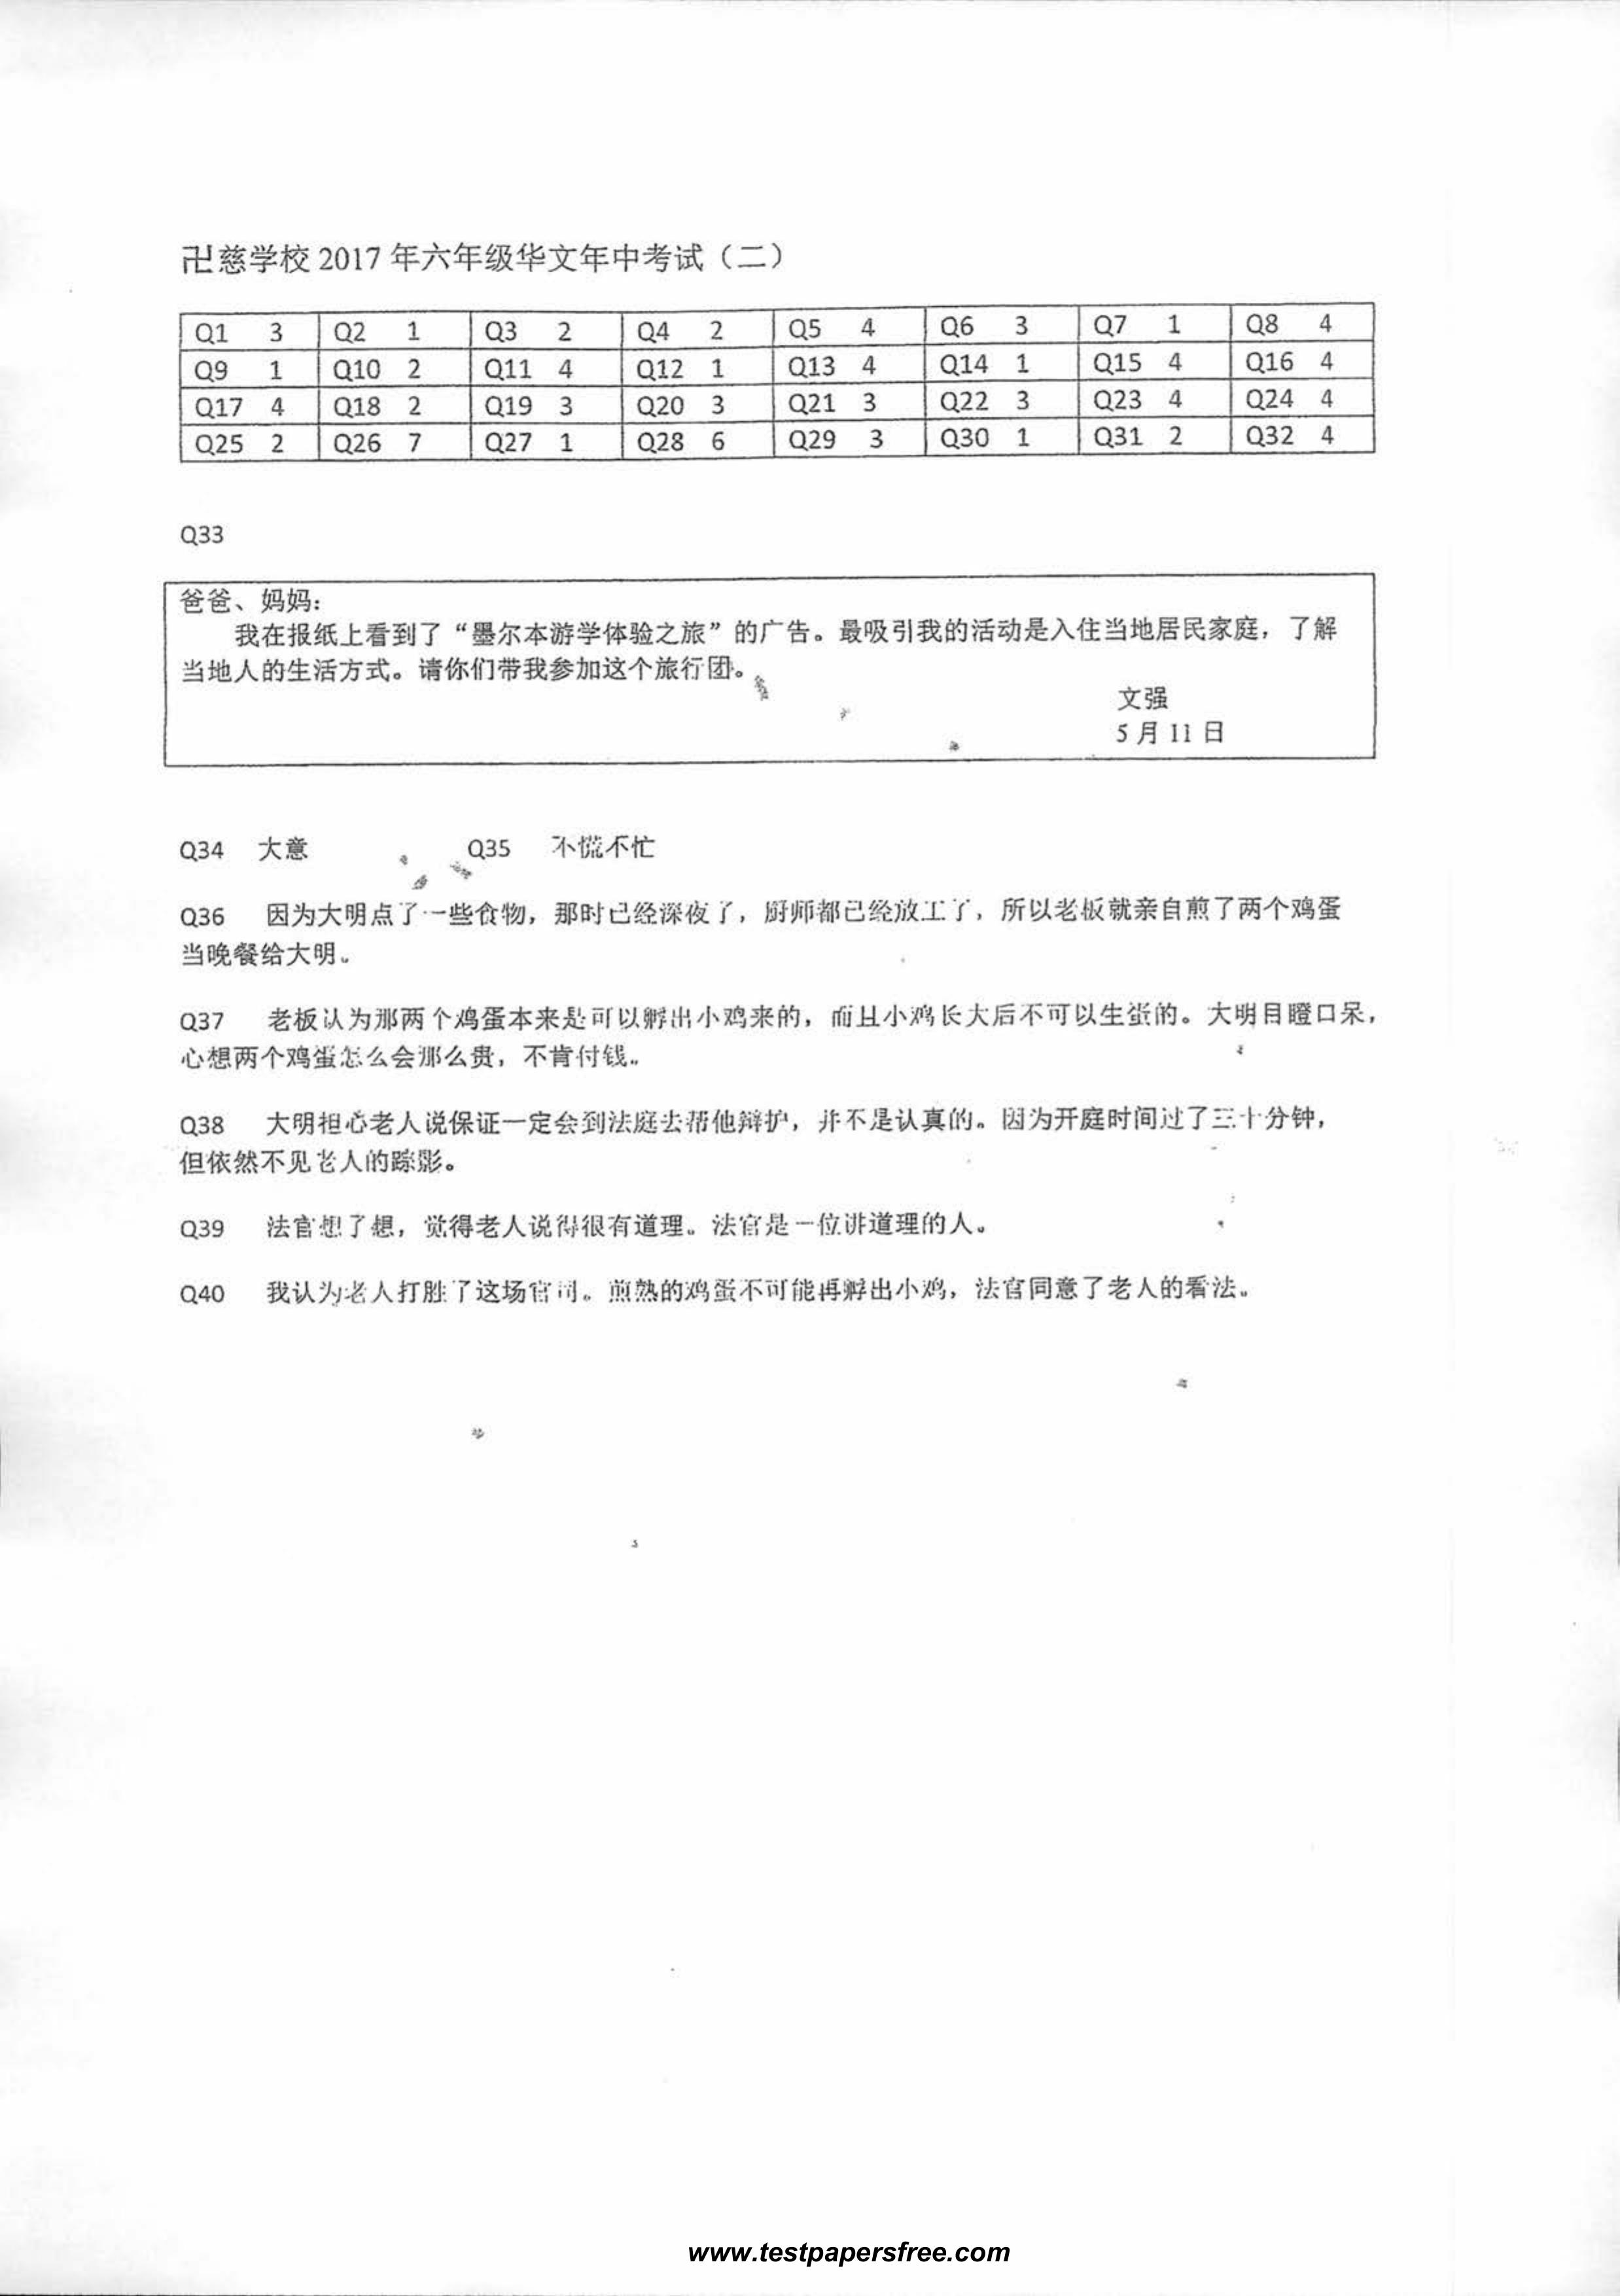 卍慈学校 2017 年六年级华文年中考试（二）
Q1 3 Q2 1 Q3 2 Q4 2 Q5 4 Q6 3 Q7 1 Q8 4
Q9 1 Q10 2 Q11 4 Q12 1 Q13 4 Q14 1 Q15 4 Q16 4
Q17 4 Q18 2 Q19 3 Q20 3 Q21 3 Q22 3 Q23 4 Q24 4
Q25 2 Q26 7 Q27 1 Q28 6 Q29 3 Q30 1 Q31 2 Q32 4
Q33
爸爸、妈妈：
我在报纸上看到了“墨尔本游学体验之旅”的广告。最吸引我的活动是入住当地居民家庭，了解
当地人的生活方式。请你们带我参加这个旅行团。
文强
5 月 11 日
Q34 大意 Q35 不慌不忙
Q36 因为大明点了一些食物，那时已经深夜了，厨师都已经放工了，所以老板就亲自煎了两个鸡蛋
当晚餐给大明。
Q37 老板认为那两个鸡蛋本来是可以孵出小鸡来的，而且小鸡长大后不可以生蛋的。大明目瞪口呆，
心想两个鸡蛋怎么会那么贵，不肯付钱。
Q38 大明担心老人说保证一定会到法庭去帮他辩护，并不是认真的。因为开庭时间过了三十分钟，
但依然不见老人的踪影。
Q39 法官想了想，觉得老人说得很有道理。法官是一位讲道理的人。
Q40 我认为老人打胜了这场官司。煎熟的鸡蛋不可能再孵出小鸡，法官同意了老人的看法。
www.testpapersfree.com